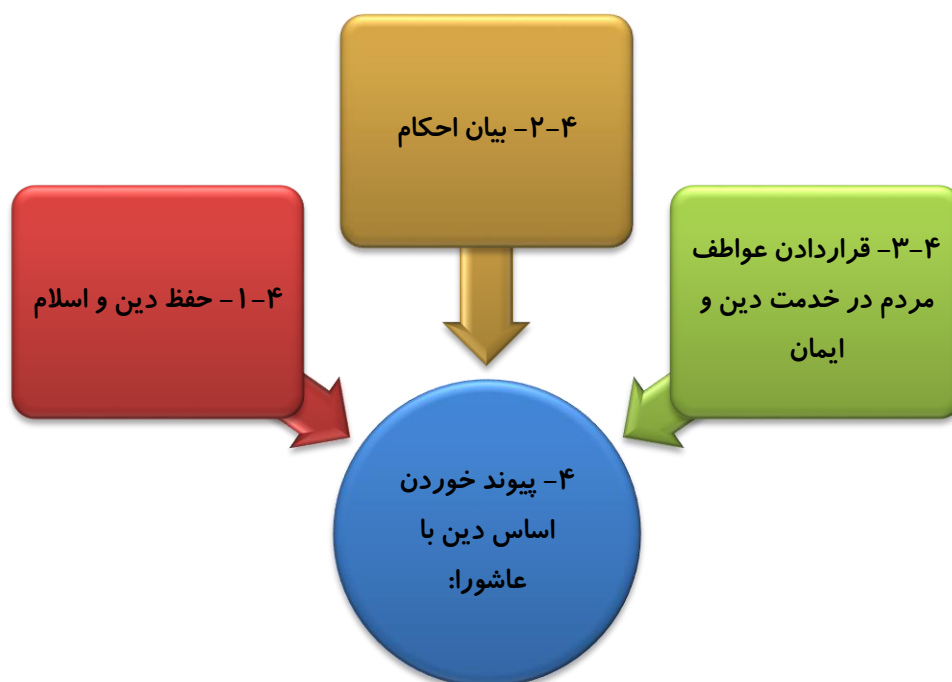 ۴-۲- بیان احکام
۴-۳- قراردادن عواطف
مردم در خدمت دین و
ایمان
۴-۱- حفظ دین و اسلام
۴- پیوند خوردن
اساس دین با
عاشورا: